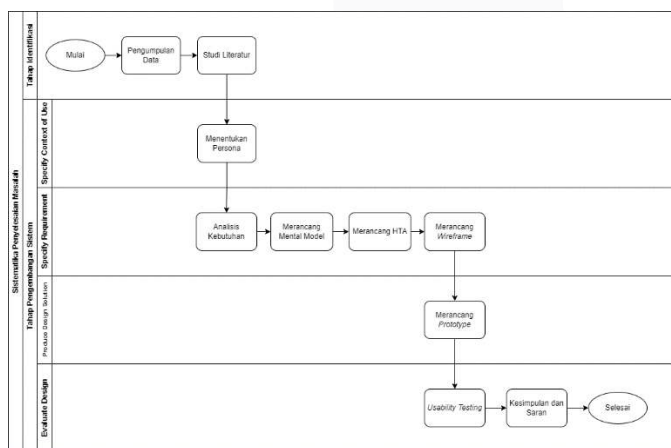 Sistematika Penyelesaian Masalah
Tahap Identifikasi
Mulai
Pengumpulan
Data
Studi Literatur
Tahap Pengembangan Sistem
Specify Context of Use
Menentukan
Persona
Specify Requirement
Analisis
Kebutuhan
Merancang
Mental Model
Merancang HTA
Merancang
Wireframe
Produce Design Solution
Merancang
Prototype
Evaluate Design
Usability Testing
Kesimpulan dan
Saran
Selesai